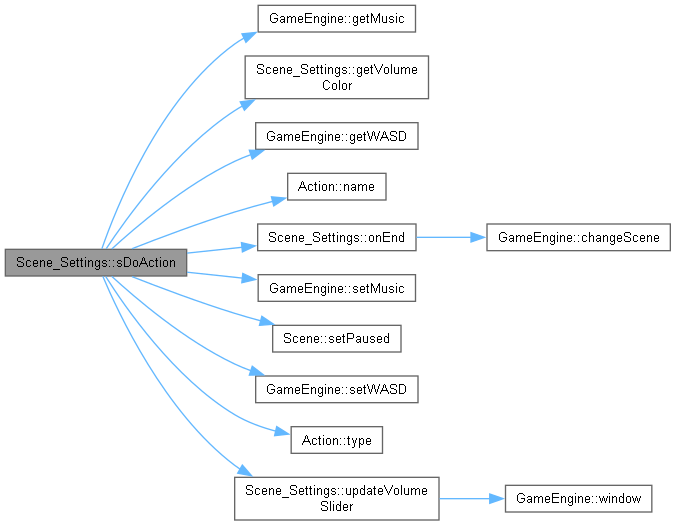 GameEngine::getMusic
Scene_Settings::getVolume
Color
GameEngine::getWASD
Action::name
Scene_Settings::onEnd
GameEngine::changeScene
Scene_Settings::sDoAction
GameEngine::setMusic
Scene::setPaused
GameEngine::setWASD
Action::type
Scene_Settings::updateVolume
Slider
GameEngine::window